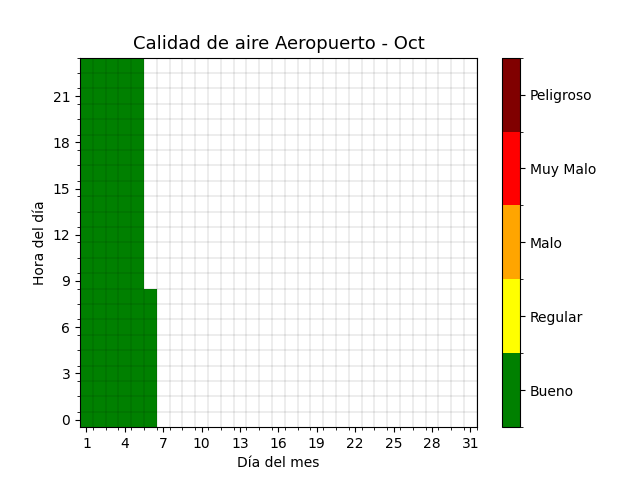 Calidad de aire Aeropuerto - Oct
Hora del día
21
18
15
12
9
6
3
0
1 4 7 10 13 16 19 22 25 28 31
Día del mes
Peligroso
Muy Malo
Malo
Regular
Bueno